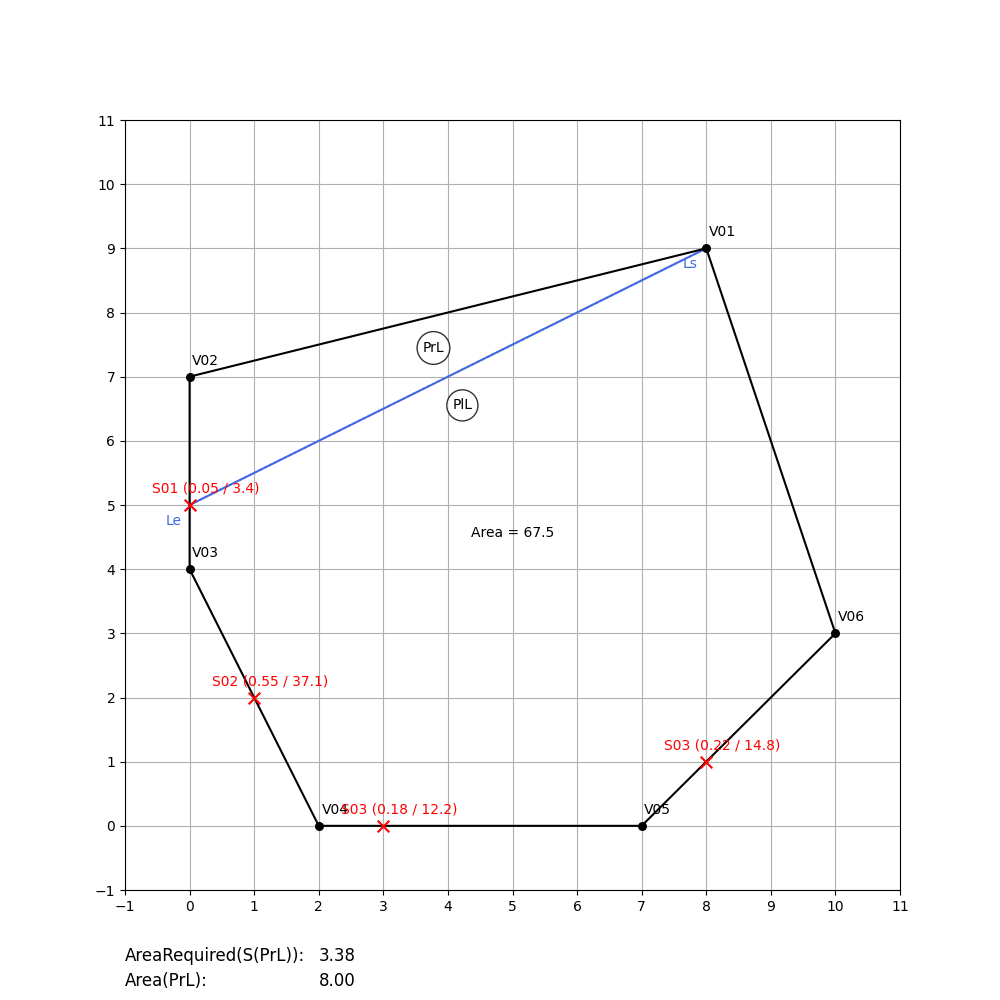 11
10
9
8
7
6
5
4
3
2
1
0
−1
V01
Ls
PrL
V02
PlL
S01 (0.05 / 3.4)
Le
Area = 67.5
V03
V06
S02 (0.55 / 37.1)
S03 (0.22 / 14.8)
V04
S03 (0.18 / 12.2)
V05
−1 0 1 2 3 4 5 6 7 8 9 10 11
AreaRequired(S(PrL)): 3.38
Area(PrL): 8.00